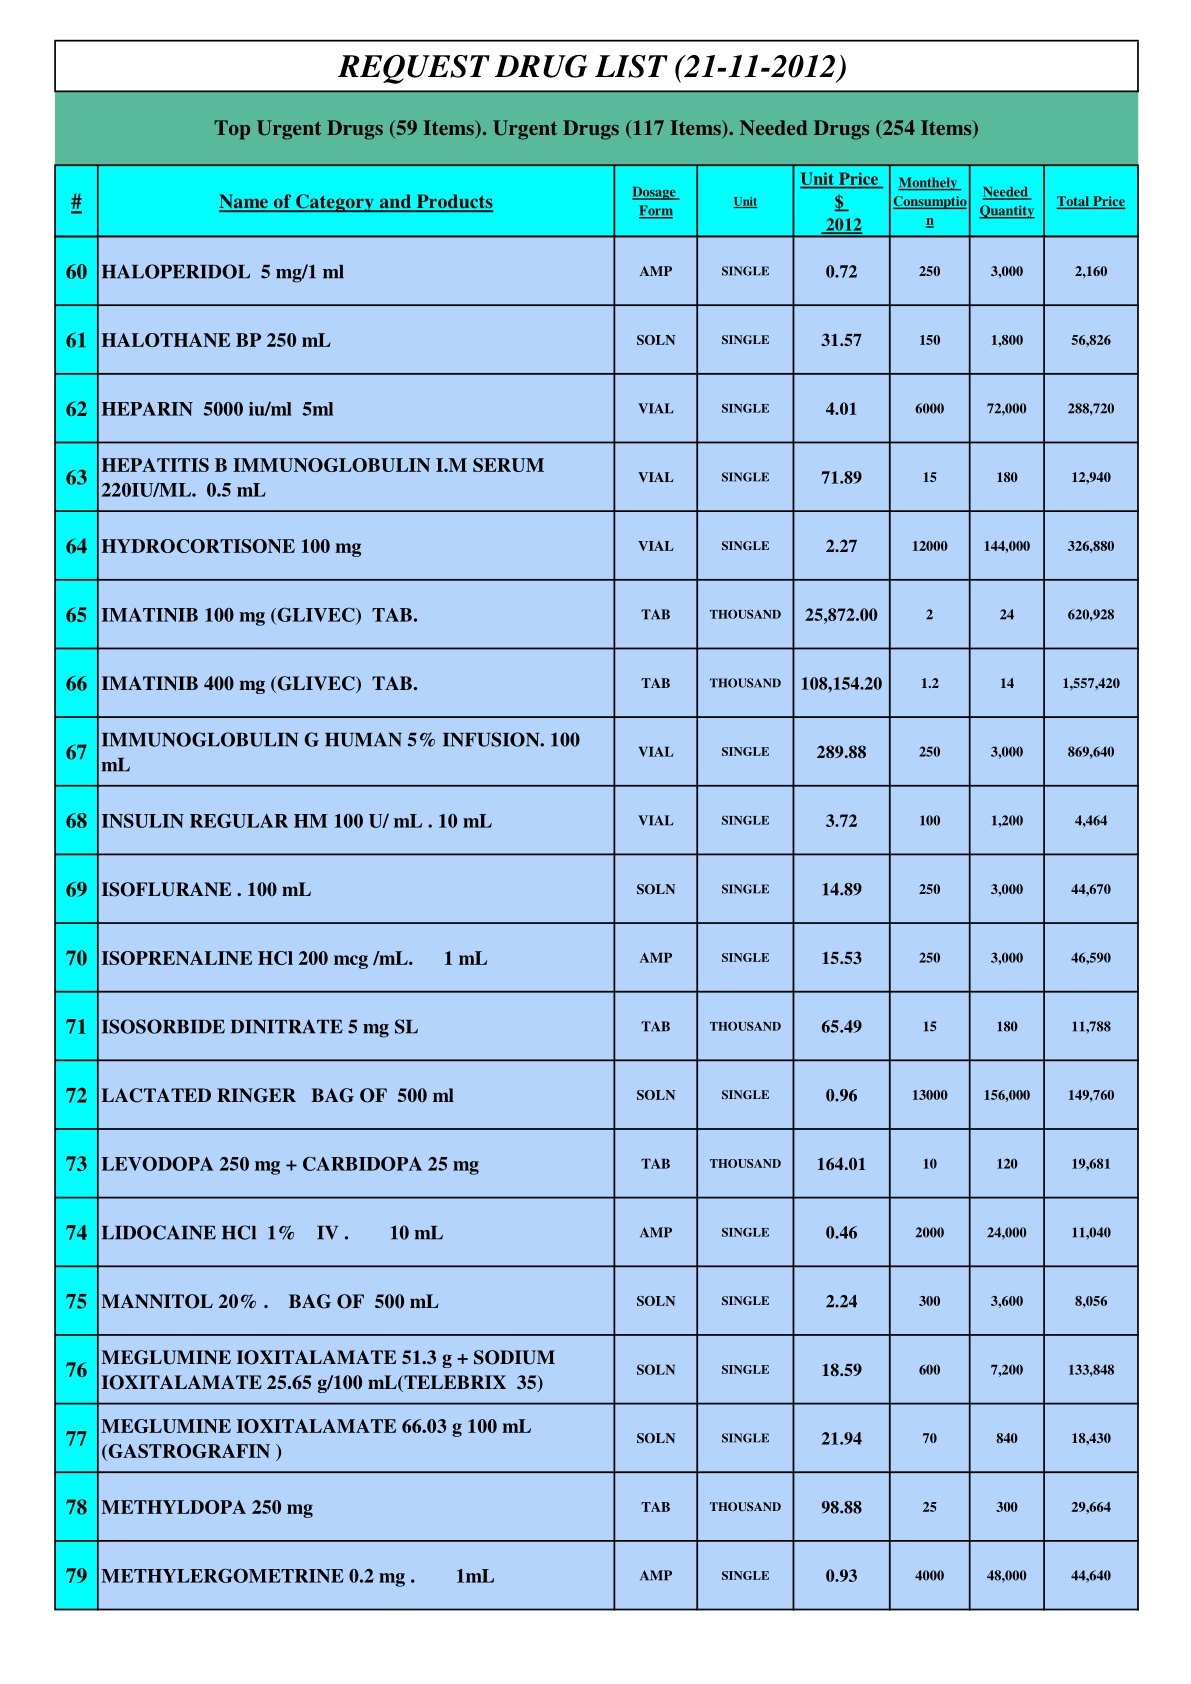 REQUEST DRUG LIST (21-11-2012)
Top Urgent Drugs (59 Items). Urgent Drugs (117 Items). Needed Drugs (254 Items)
# Name of Category and Products Dosage Form Unit Unit Price $ 2012 Monthely Consumption Needed Quantity Total Price
60 HALOPERIDOL 5 mg/1 ml AMP SINGLE 0.72 250 3,000 2,160
61 HALOTHANE BP 250 mL SOLN SINGLE 31.57 150 1,800 56,826
62 HEPARIN 5000 iu/ml 5ml VIAL SINGLE 4.01 6000 72,000 288,720
63 HEPATITIS B IMMUNOGLOBULIN I.M SERUM
220IU/ML. 0.5 mL VIAL SINGLE 71.89 15 180 12,940
64 HYDROCORTISONE 100 mg VIAL SINGLE 2.27 12000 144,000 326,880
65 IMATINIB 100 mg (GLIVEC) TAB. TAB THOUSAND 25,872.00 2 24 620,928
66 IMATINIB 400 mg (GLIVEC) TAB. TAB THOUSAND 108,154.20 1.2 14 1,557,420
67 IMMUNOGLOBULIN G HUMAN 5% INFUSION. 100
mL VIAL SINGLE 289.88 250 3,000 869,640
68 INSULIN REGULAR HM 100 U/ mL . 10 mL VIAL SINGLE 3.72 100 1,200 4,464
69 ISOFLURANE . 100 mL SOLN SINGLE 14.89 250 3,000 44,670
70 ISOPRENALINE HCl 200 mcg /mL. 1 mL AMP SINGLE 15.53 250 3,000 46,590
71 ISOSORBIDE DINITRATE 5 mg SL TAB THOUSAND 65.49 15 180 11,788
72 LACTATED RINGER BAG OF 500 ml SOLN SINGLE 0.96 13000 156,000 149,760
73 LEVODOPA 250 mg + CARBIDOPA 25 mg TAB THOUSAND 164.01 10 120 19,681
74 LIDOCAINE HCl 1% IV . 10 mL AMP SINGLE 0.46 2000 24,000 11,040
75 MANNITOL 20% . BAG OF 500 mL SOLN SINGLE 2.24 300 3,600 8,056
76 MEGLUMINE IOXITALAMATE 51.3 g + SODIUM
IOXITALAMATE 25.65 g/100 mL(TELEBRIX 35) SOLN SINGLE 18.59 600 7,200 133,848
77 MEGLUMINE IOXITALAMATE 66.03 g 100 mL
(GASTROGRAFIN ) SOLN SINGLE 21.94 70 840 18,430
78 METHYLDOPA 250 mg TAB THOUSAND 98.88 25 300 29,664
79 METHYLERGOMETRINE 0.2 mg . 1mL AMP SINGLE 0.93 4000 48,000 44,640